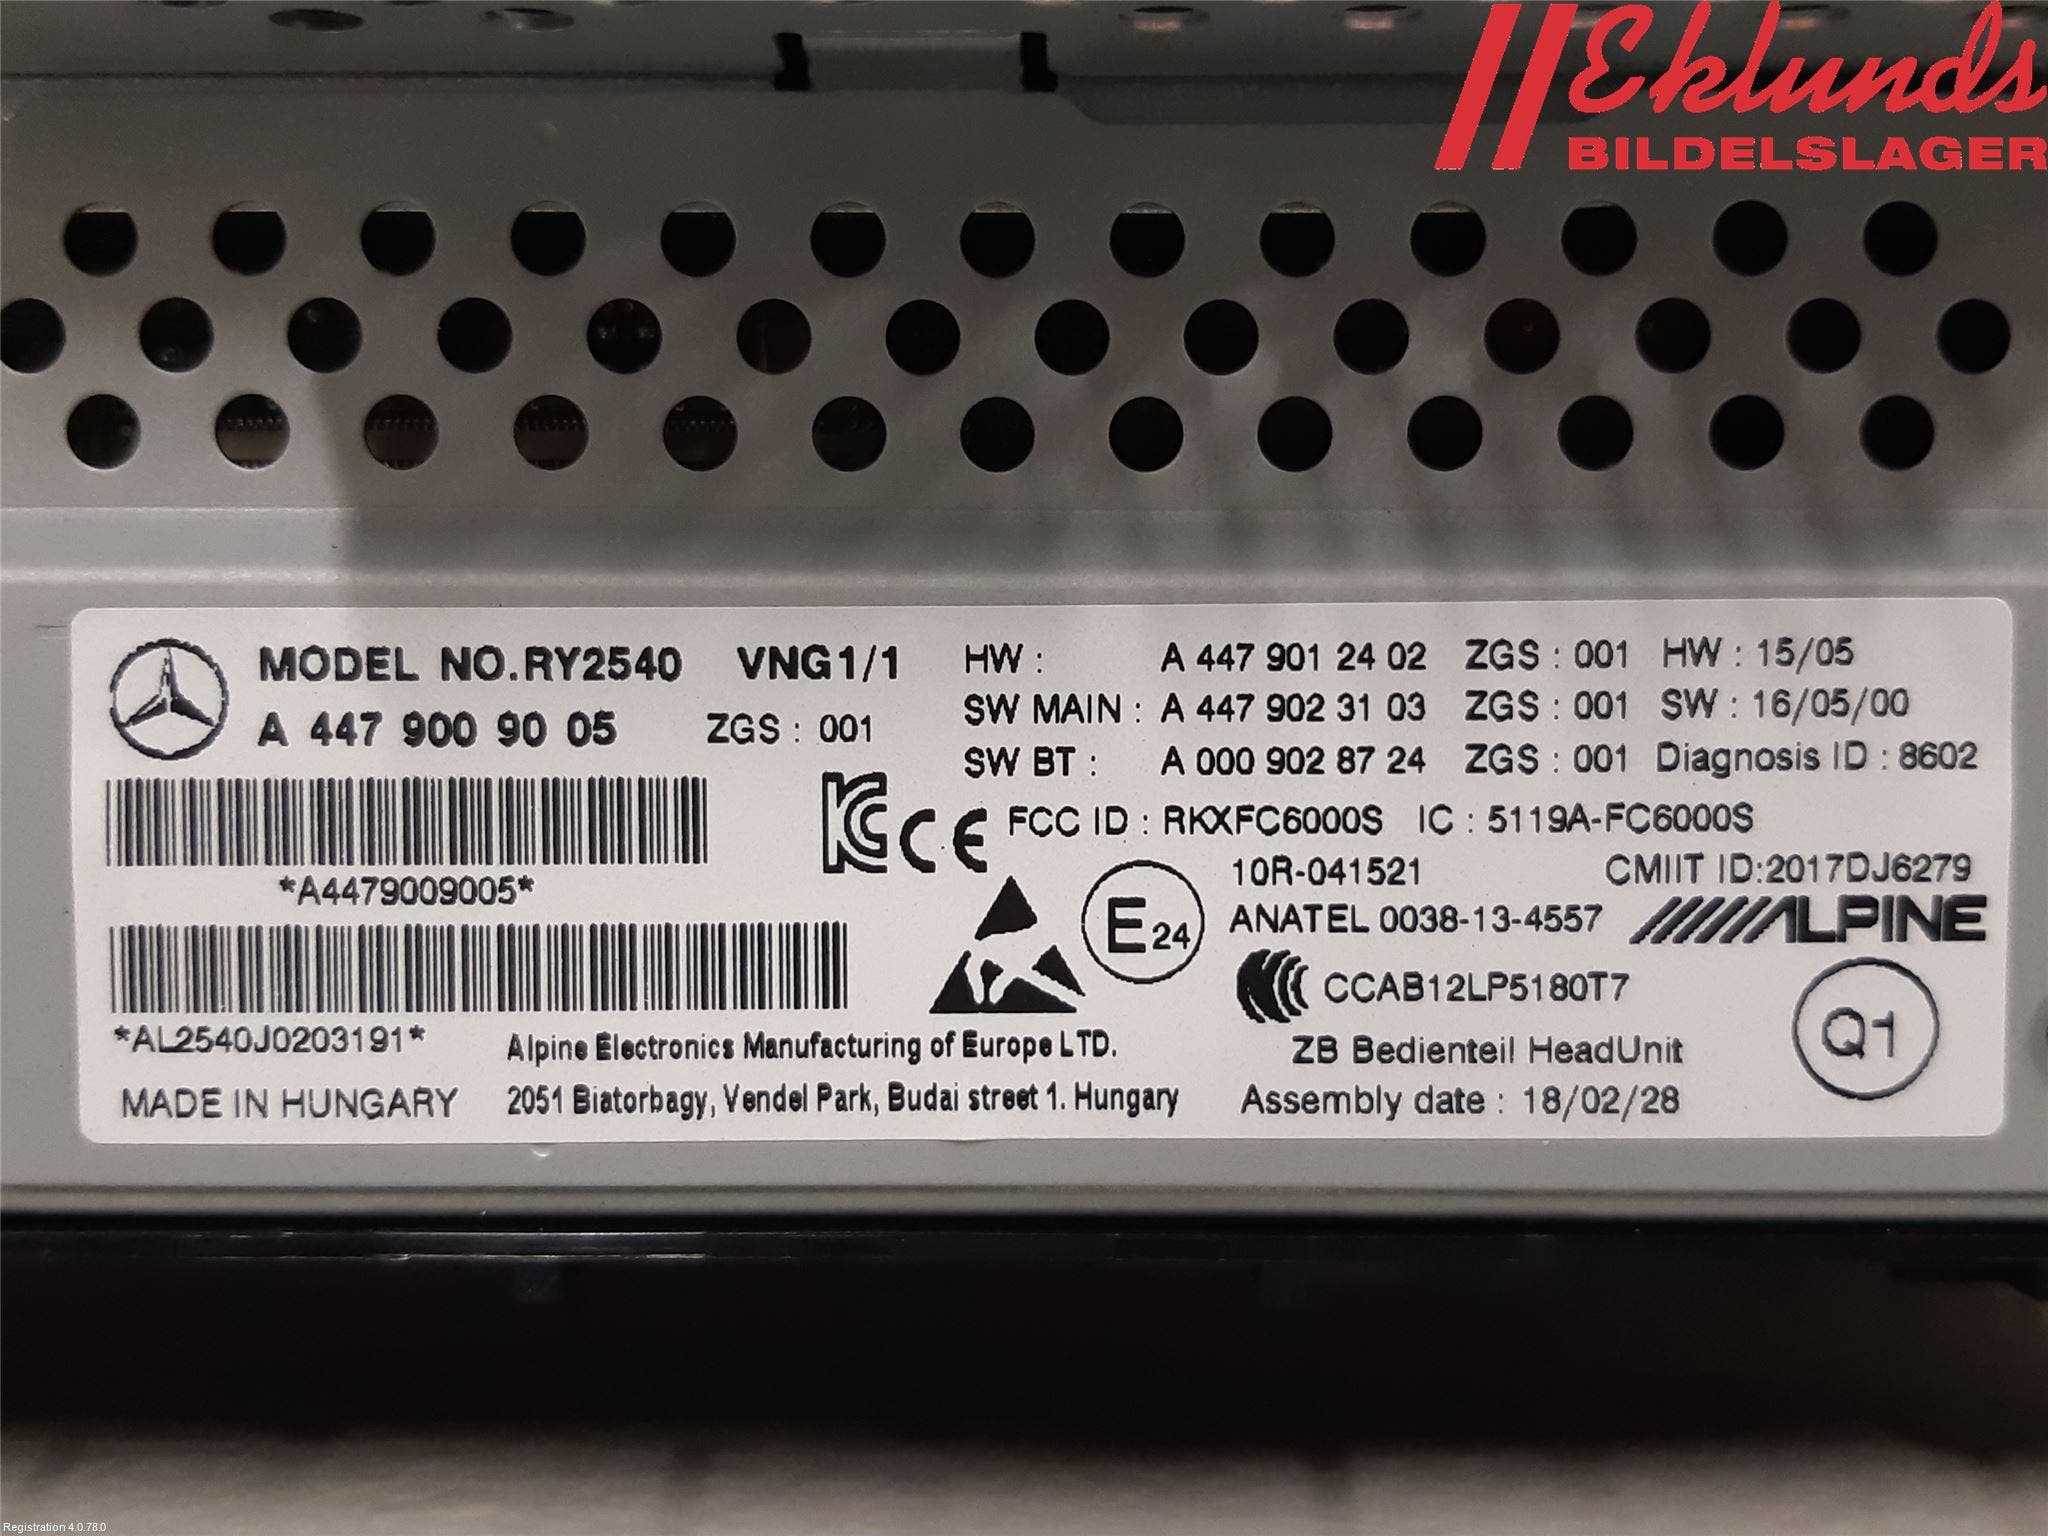 Eklunds
BILDELSLAGER
MODEL NO.RY2540 VNG1/1
A 447 900 90 05 ZGS : 001
*A4479009005*
*AL2540J0203191*
MADE IN HUNGARY
HW : A 447 901 24 02 ZGS : 001 HW : 15/05
SW MAIN : A 447 902 31 03 ZGS : 001 SW : 16/05/00
SW BT : A 000 902 87 24 ZGS : 001 Diagnosis ID : 8602
CE FCC ID : RKXFC6000S IC : 5119A-FC6000S
E24
10R-041521 CMIIT ID:2017DJ6279
ANATEL 0038-13-4557 ALPINE
CCAB12LP5180T7
Q1
Alpine Electronics Manufacturing of Europe LTD.
2051 Biatorbagy, Vendel Park, Budai street 1. Hungary
ZB Bedienteil HeadUnit
Assembly date : 18/02/28
Registration 4.0.78.0